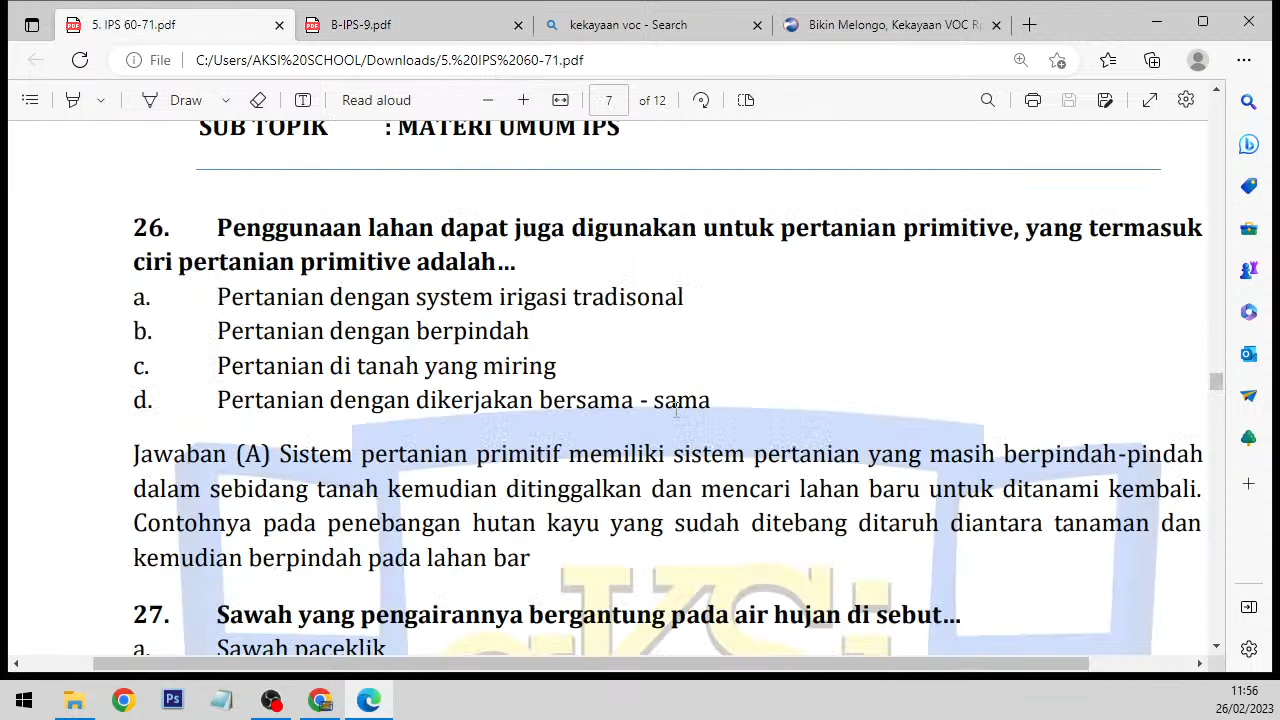 5. IPS 60-71.pdf
B-IPS-9.pdf
kekayaan voc - Search
Bikin Melongo, Kekayaan VOC Rp
File
C:/Users/AKSI%20SCHOOL/Downloads/5.%20IPS%2060-71.pdf
Draw
Read aloud
7 of 12
SUB TOPIK : MATERI UMUM IPS
26. Penggunaan lahan dapat juga digunakan untuk pertanian primitive, yang termasuk
ciri pertanian primitive adalah…
a. Pertanian dengan system irigasi tradisonal
b. Pertanian dengan berpindah
c. Pertanian di tanah yang miring
d. Pertanian dengan dikerjakan bersama - sama
Jawaban (A) Sistem pertanian primitif memiliki sistem pertanian yang masih berpindah-pindah
dalam sebidang tanah kemudian ditinggalkan dan mencari lahan baru untuk ditanami kembali.
Contohnya pada penebangan hutan kayu yang sudah ditebang ditaruh diantara tanaman dan
kemudian berpindah pada lahan bar
27. Sawah yang pengairannya bergantung pada air hujan di sebut…
a. Sawah paceklik
Ps
11:56
26/02/2023